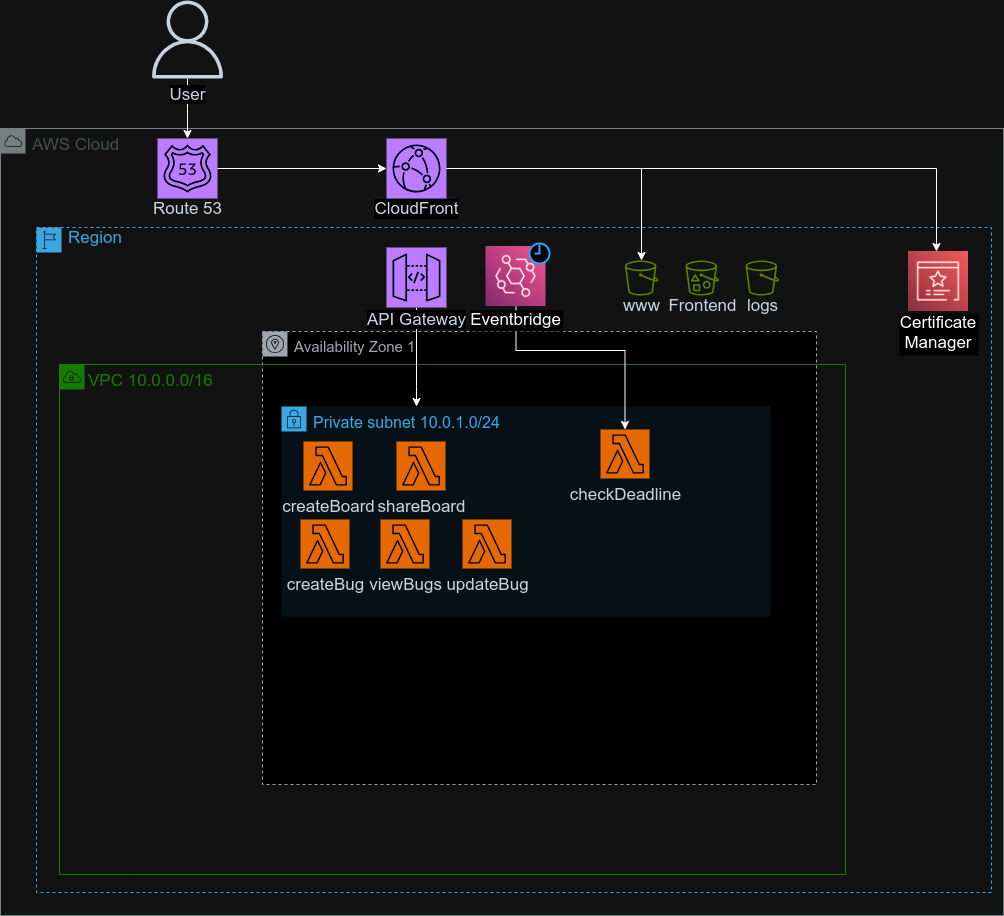 User
AWS Cloud
53
Route 53
CloudFront
Region
</>
API Gateway
Eventbridge
www
Frontend
logs
Certificate
Manager
Availability Zone 1
VPC 10.0.0.0/16
Private subnet 10.0.1.0/24
createBoard
shareBoard
checkDeadline
createBug
viewBugs
updateBug